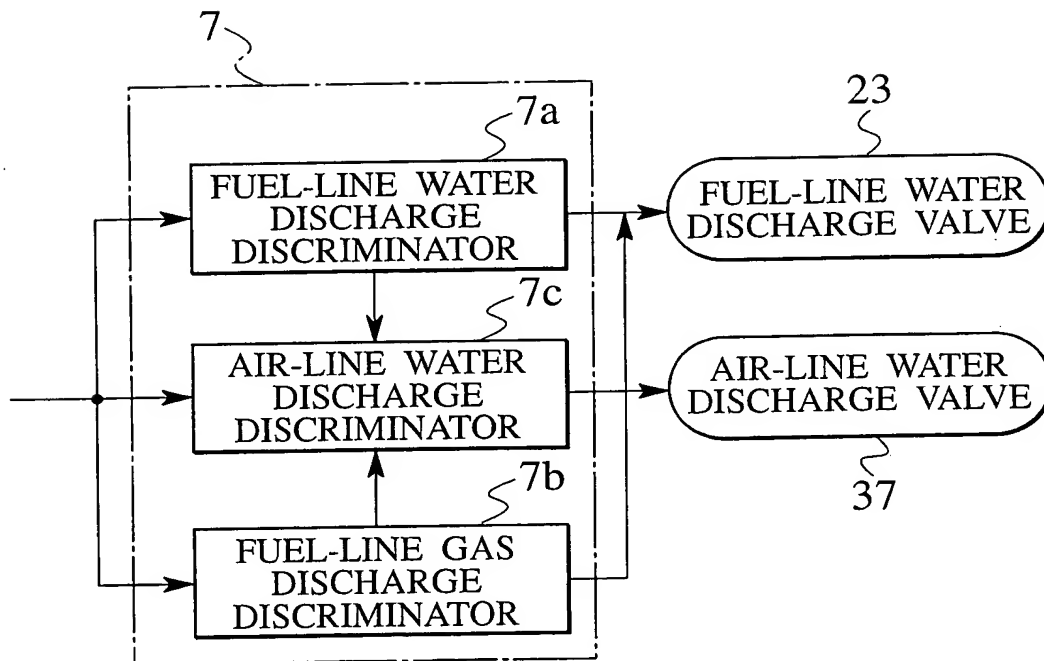 7
7a
FUEL-LINE WATER
DISCHARGE
DISCRIMINATOR
23
FUEL-LINE WATER
DISCHARGE VALVE
7c
AIR-LINE WATER
DISCHARGE
DISCRIMINATOR
AIR-LINE WATER
DISCHARGE VALVE
37
7b
FUEL-LINE GAS
DISCHARGE
DISCRIMINATOR